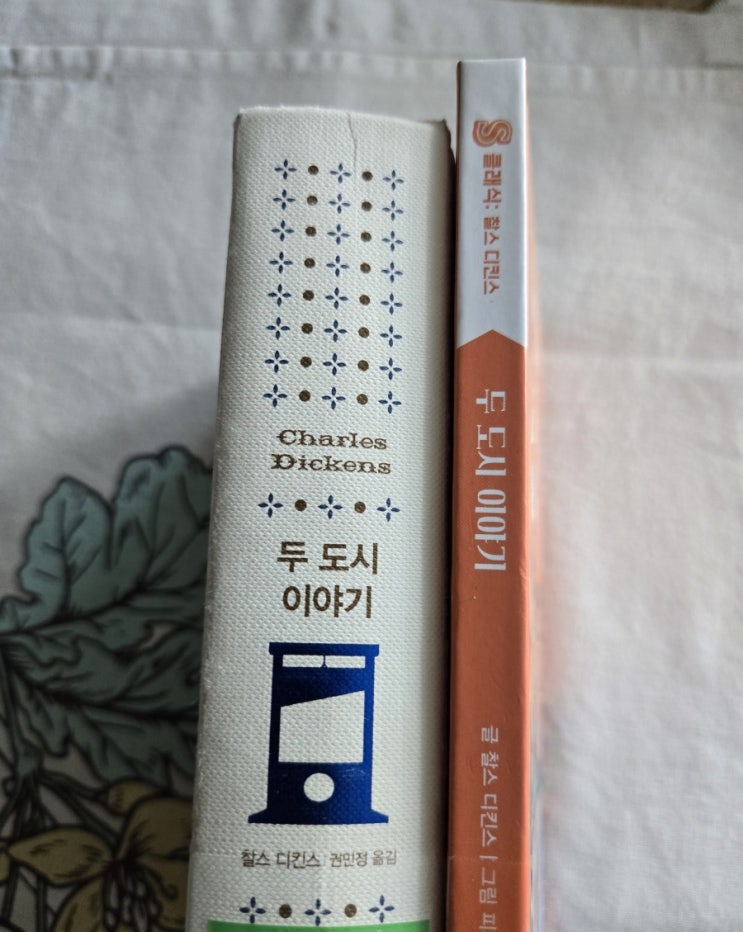 Charles
Dickens
두 도시
이야기
찰스 디킨스 권민정 옮김
S 클래식: 찰스 디킨스
두 도시 이야기
글 찰스 디킨스 | 그림 피